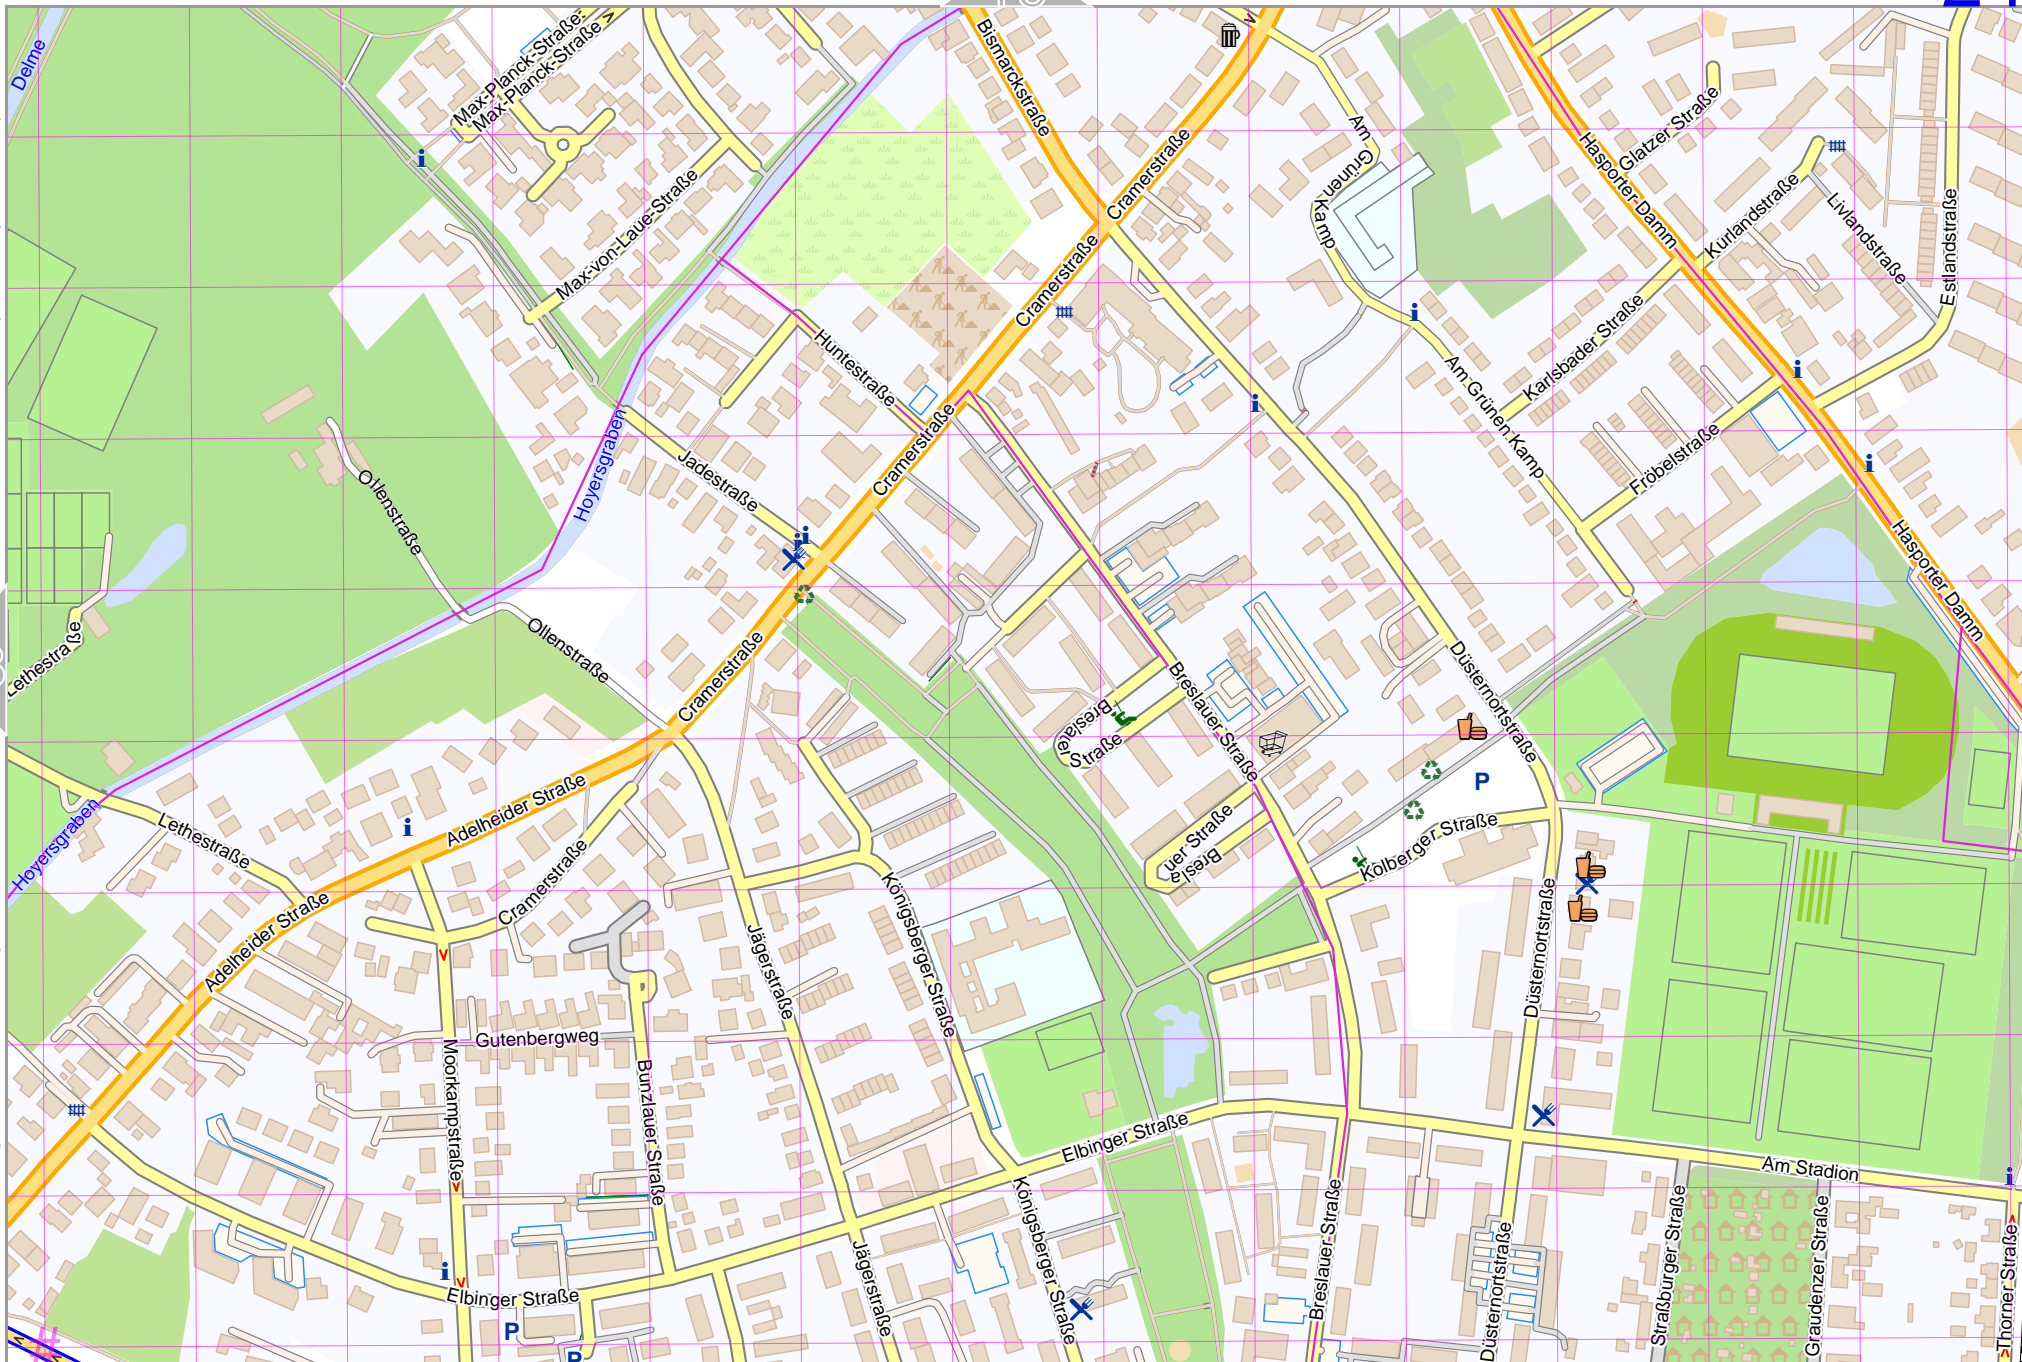 Delme
Max-Planck-Straße
Max-Planck-Straße
Bismarckstraße
Cramerstraße
Am
Grünen
Kamp
Hasporter Damm
Glatzer Straße
Kurlandstraße
Livlandstraße
Estlandstraße
Max-von-Laue-Straße
Cramerstraße
Huntestraße
Karlsbader Straße
Am Grünen Kamp
Cramerstraße
Fröbelstraße
Jadestraße
Hoyersgraben
Ollenstraße
Hasporter Damm
Ollenstraße
Lethestraße
Cramerstraße
Düsternortstraße
Breslauer Straße
Breslauer
Straße
P
Adelheider Straße
Lethestraße
Hoyersgraben
Breslauer Straße
Kolberger Straße
Cramerstraße
Adelheider Straße
Königsberger Straße
Jägerstraße
Düsternortstraße
Gutenbergweg
Moorkampstraße
Bunzlauer Straße
Elbinger Straße
Am Stadion
Königsberger Straße
Jägerstraße
Breslauer Straße
Düsternortstraße
Straßburger Straße
Graudenzer Straße
Thorner Straße
Elbinger Straße
P
P